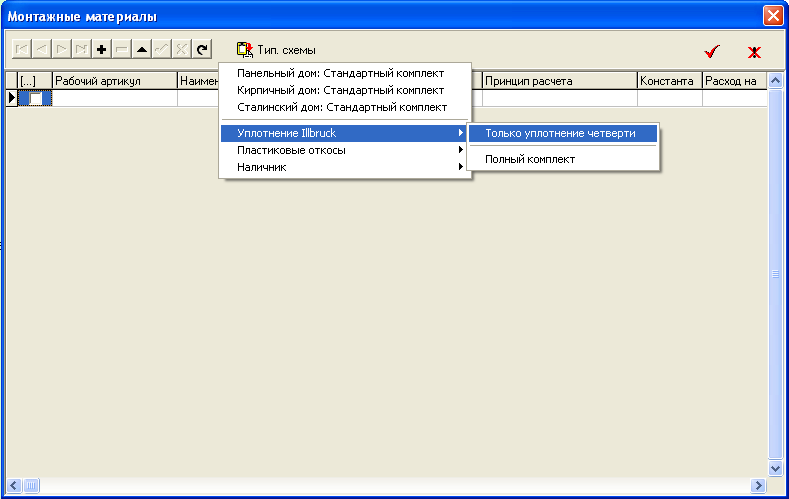 Монтажные материалы
Тип. схемы
Панельный дом: Стандартный комплект
Кирпичный дом: Стандартный комплект
Сталинский дом: Стандартный комплект
[...] Рабочий артикул Наимен Принцип расчета Константа Расход на
Уплотнение Illbruck
Только уплотнение четверти
Пластиковые откосы
Полный комплект
Наличник